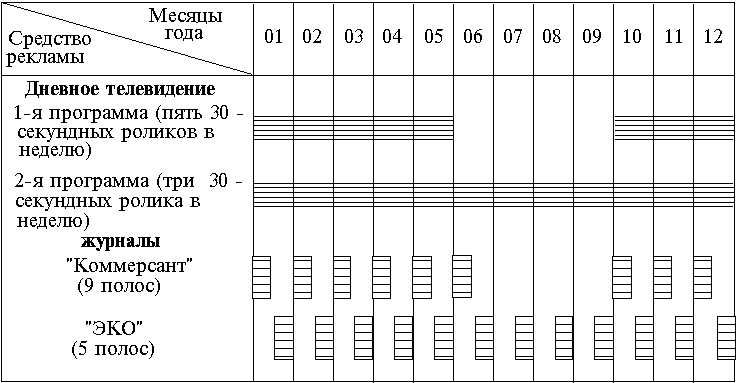 Месяцы
года
Средство
рекламы
01 02 03 04 05 06 07 08 09 10 11 12
Дневное телевидение
1-я программа (пять 30 -
секундных роликов в
неделю)
2-я программа (три 30 -
секундных ролика в
неделю)
журналы
"Коммерсант"
(9 полос)
"ЭКО"
(5 полос)